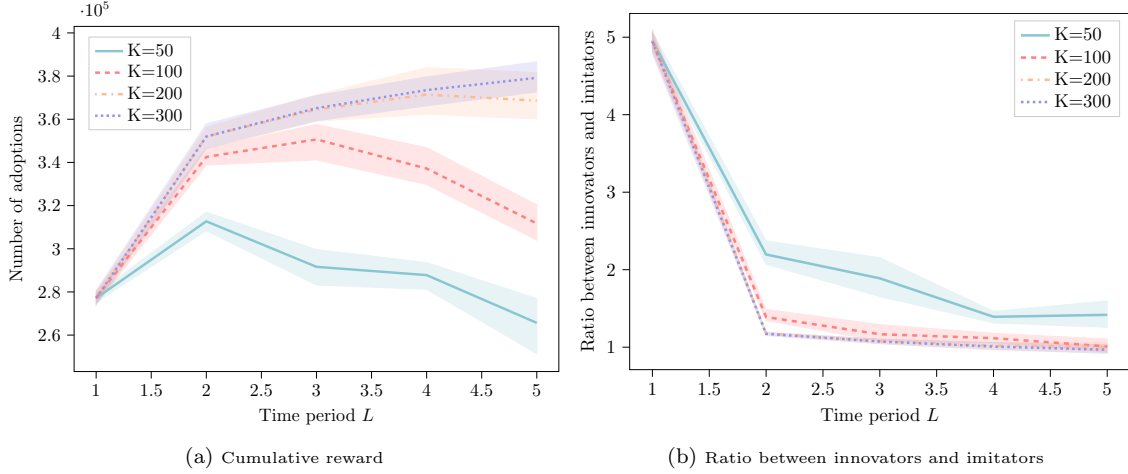 ·10⁵
4
3.8
3.6
3.4
3.2
3
2.8
2.6
Number of adoptions
K=50
K=100
K=200
K=300
1 1.5 2 2.5 3 3.5 4 4.5 5
Time period L
(a) Cumulative reward
5
4
3
2
1
Ratio between innovators and imitators
K=50
K=100
K=200
K=300
1 1.5 2 2.5 3 3.5 4 4.5 5
Time period L
(b) Ratio between innovators and imitators